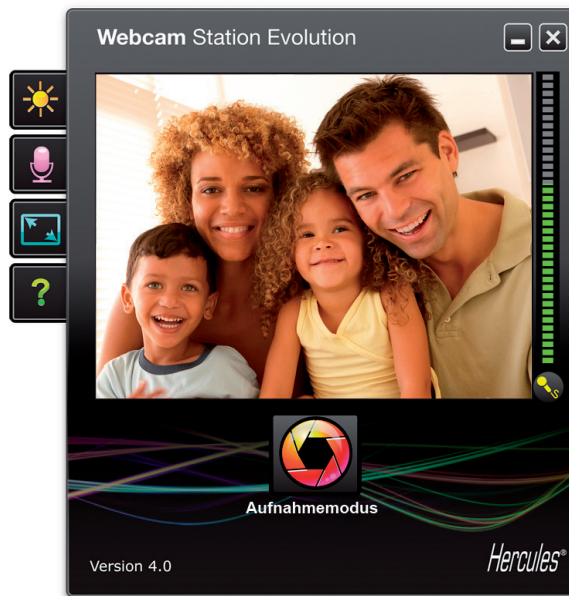 Webcam Station Evolution
?
S
Aufnahmemodus
Version 4.0
Hercules®